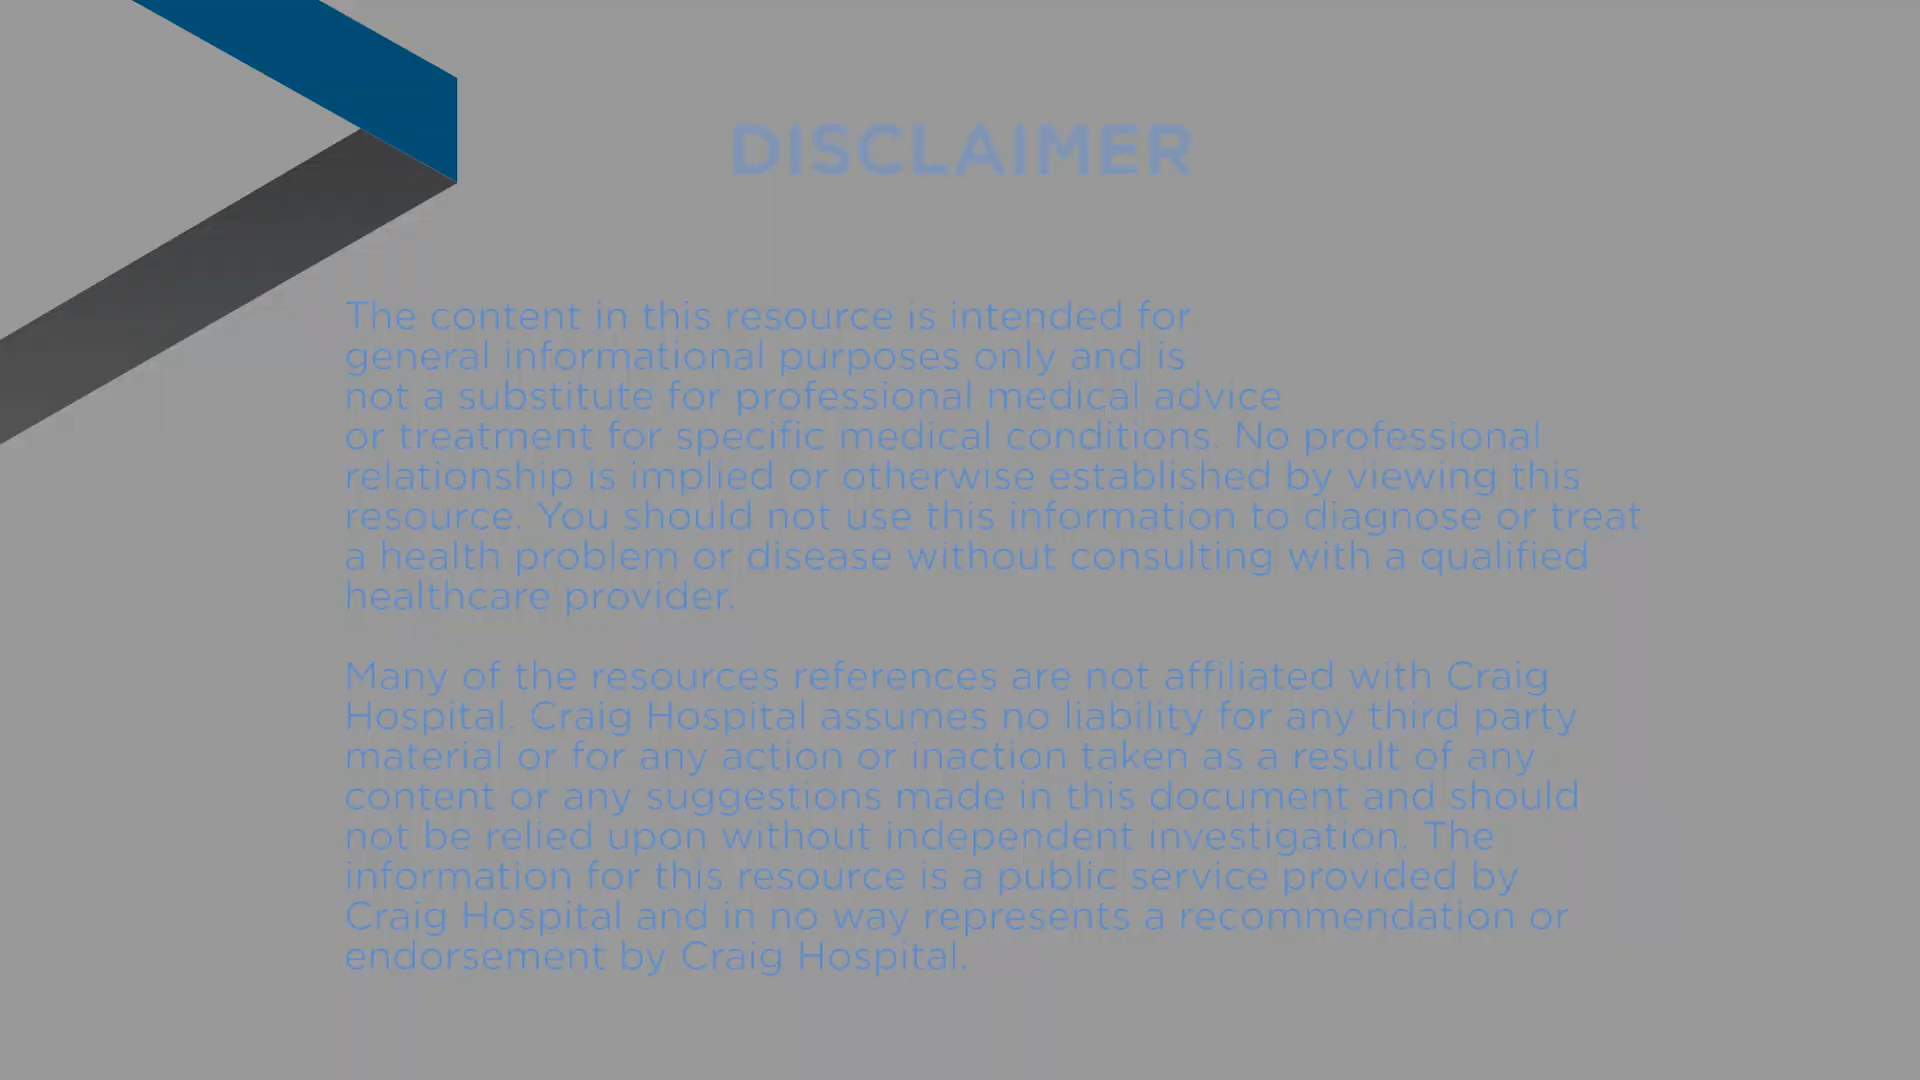 DISCLAIMER
The content in this resource is intended for
general informational purposes only and is
not a substitute for professional medical advice
or treatment for specific medical conditions. No professional
relationship is implied or otherwise established by viewing this
resource. You should not use this information to diagnose or treat
a health problem or disease without consulting with a qualified
healthcare provider.
Many of the resources references are not affiliated with Craig
Hospital. Craig Hospital assumes no liability for any third party
material or for any action or inaction taken as a result of any
content or any suggestions made in this document and should
not be relied upon without independent investigation. The
information for this resource is a public service provided by
Craig Hospital and in no way represents a recommendation or
endorsement by Craig Hospital.